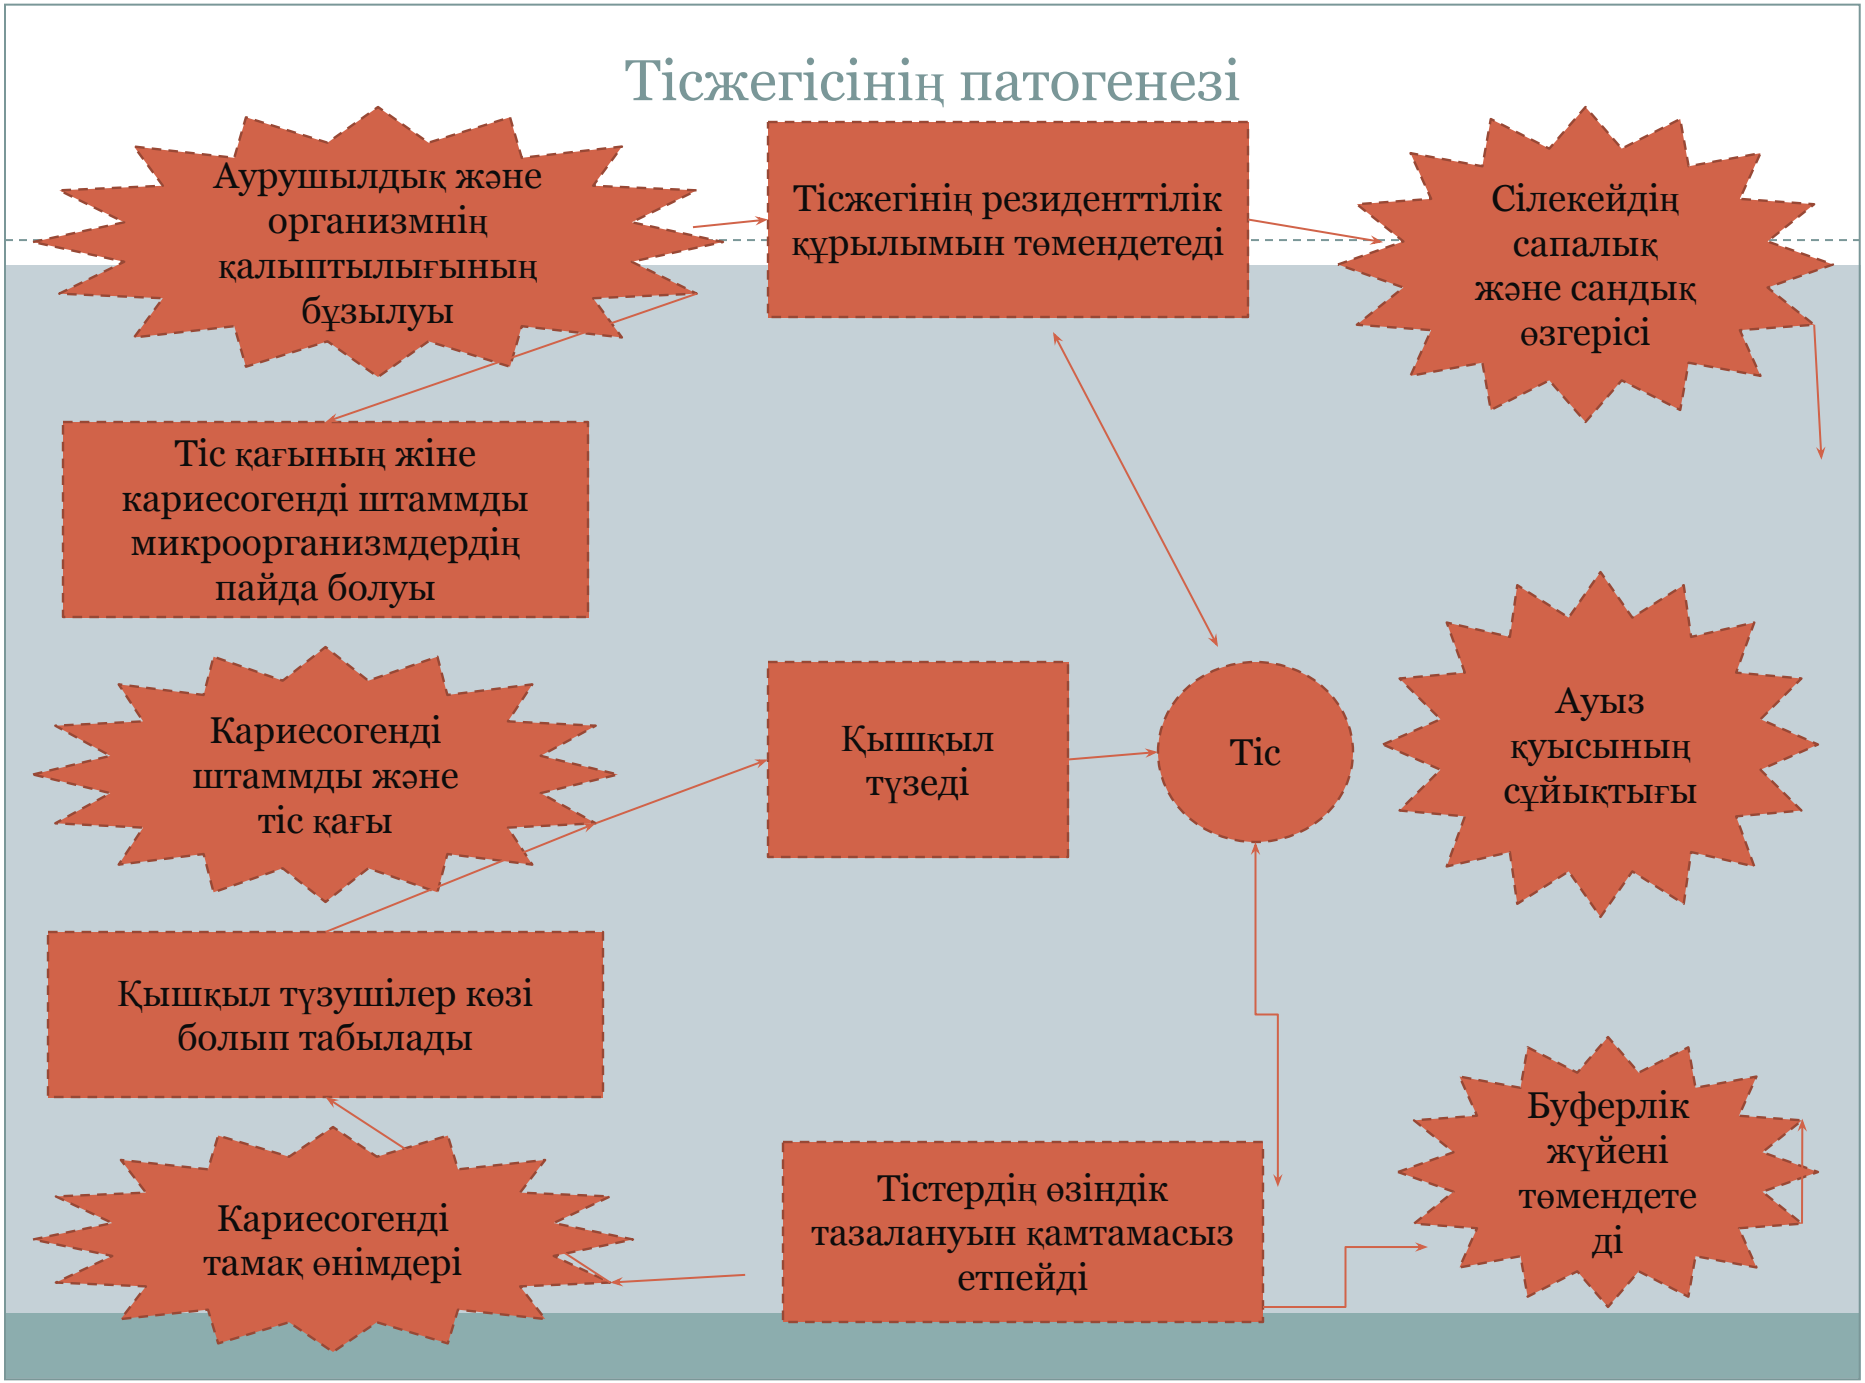 Тісжегісінің патогенезі
Аурушылдық және
организмнің
қалыптылығының
бұзылуы
Тісжегінің резиденттілік
құрылымын төмендетеді
Сілекейдің
сапалық
және сандық
өзгерісі
Тіс қағының жіне
кариесогенді штаммды
микроорганизмдердің
пайда болуы
Кариесогенді
штаммды және
тіс қағы
Қышқыл
түзеді
Тіс
Ауыз
қуысының
сұйықтығы
Қышқыл түзушілер көзі
болып табылады
Кариесогенді
тамақ өнімдері
Тістердің өзіндік
тазалануын қамтамасыз
етпейді
Буферлік
жүйені
төмендете
ді